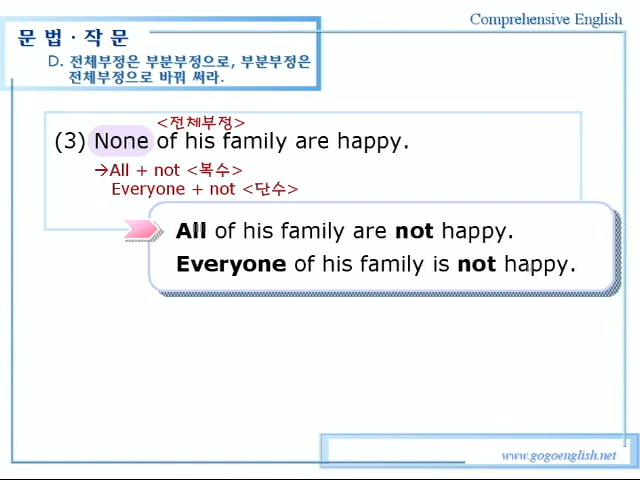 Comprehensive English
문 법 · 작 문
D. 전체부정은 부분부정으로, 부분부정은
전체부정으로 바꿔 써라.
<전체부정>
(3) None of his family are happy.
→All + not <복수>
Everyone + not <단수>
All of his family are not happy.
Everyone of his family is not happy.
www.gogoenglish.net